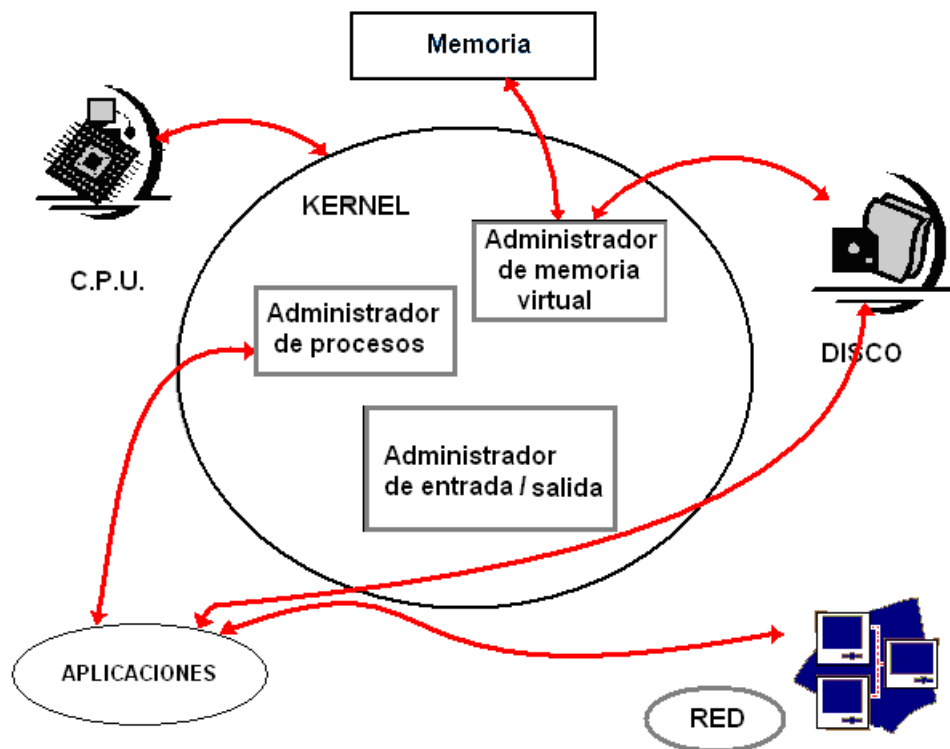 Memoria
KERNEL
C.P.U.
Administrador
de memoria
virtual
Administrador
de procesos
DISCO
Administrador
de entrada / salida
APLICACIONES
RED